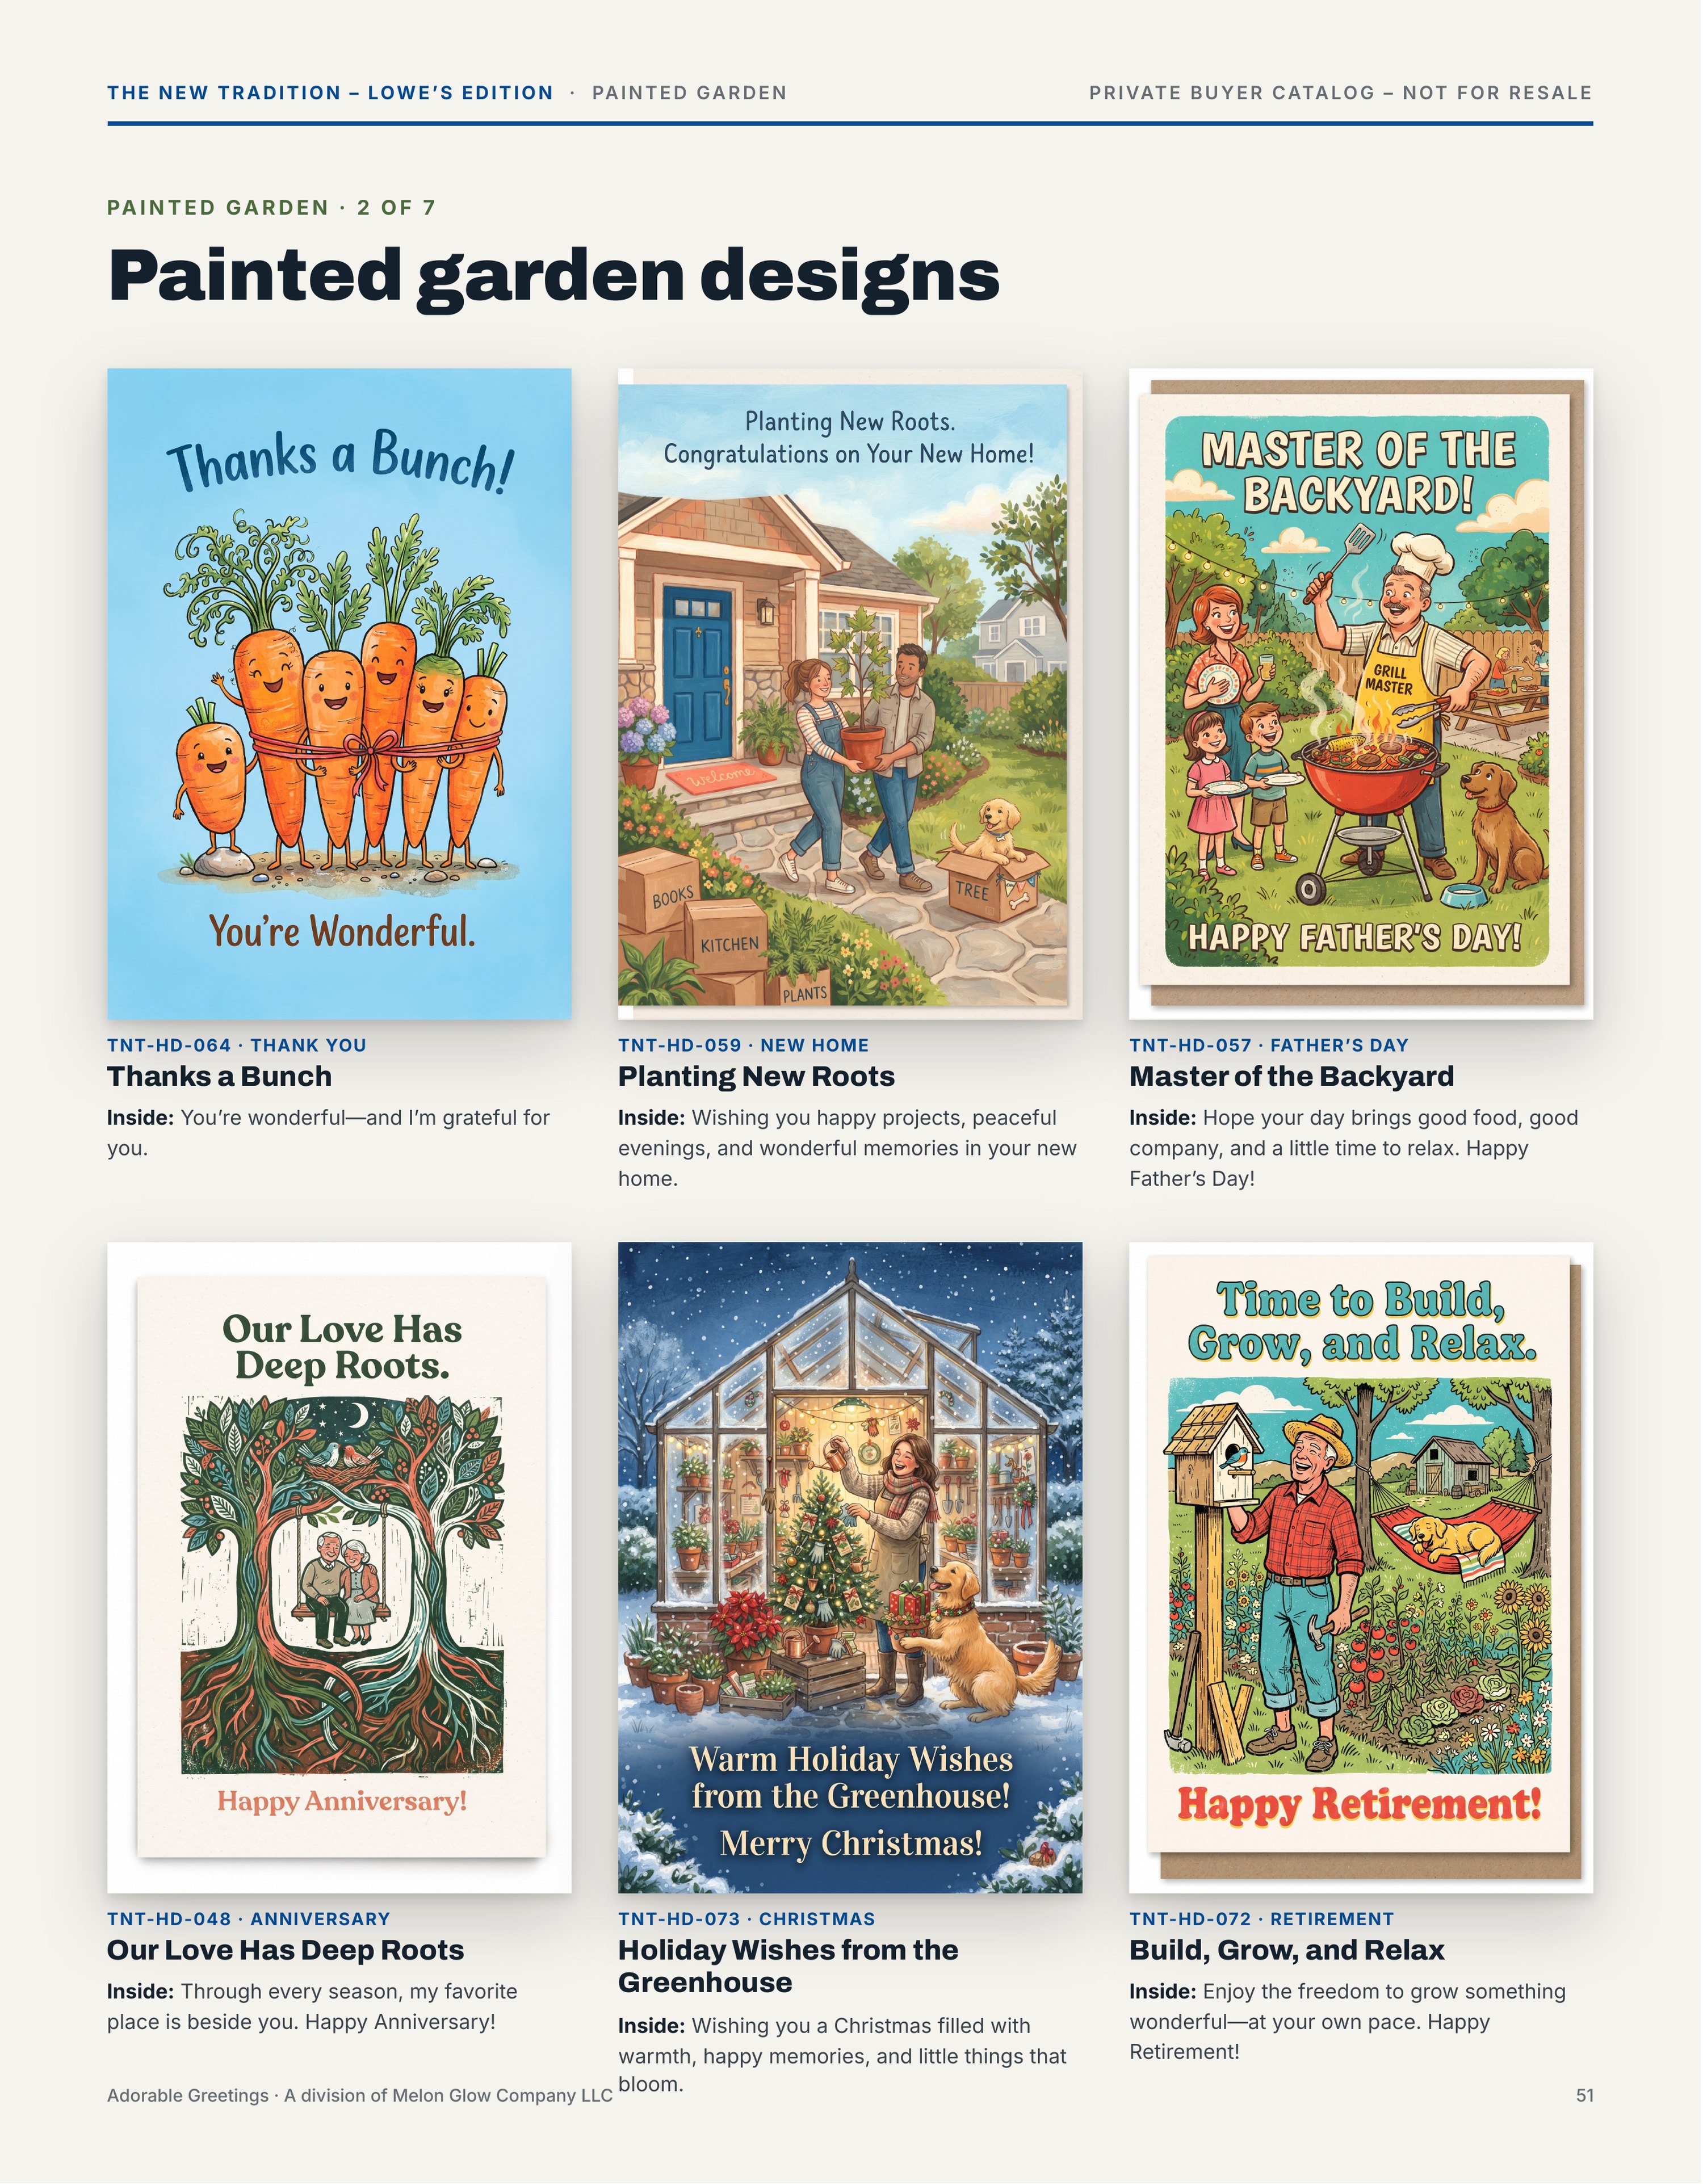 THE NEW TRADITION – LOWE’S EDITION · PAINTED GARDEN
PRIVATE BUYER CATALOG – NOT FOR RESALE
PAINTED GARDEN · 2 OF 7
Painted garden designs
Thanks a Bunch!
You’re Wonderful.
TNT-HD-064 · THANK YOU
Thanks a Bunch
Inside: You’re wonderful—and I’m grateful for
you.
Planting New Roots.
Congratulations on Your New Home!
Welcome
BOOKS
KITCHEN
PLANTS
TREE
TNT-HD-059 · NEW HOME
Planting New Roots
Inside: Wishing you happy projects, peaceful
evenings, and wonderful memories in your new
home.
MASTER OF THE
BACKYARD!
GRILL
MASTER
HAPPY FATHER’S DAY!
TNT-HD-057 · FATHER’S DAY
Master of the Backyard
Inside: Hope your day brings good food, good
company, and a little time to relax. Happy
Father’s Day!
Our Love Has
Deep Roots.
Happy Anniversary!
TNT-HD-048 · ANNIVERSARY
Our Love Has Deep Roots
Inside: Through every season, my favorite
place is beside you. Happy Anniversary!
Warm Holiday Wishes
from the Greenhouse!
Merry Christmas!
TNT-HD-073 · CHRISTMAS
Holiday Wishes from the
Greenhouse
Inside: Wishing you a Christmas filled with
warmth, happy memories, and little things that
bloom.
Time to Build,
Grow, and Relax.
Happy Retirement!
TNT-HD-072 · RETIREMENT
Build, Grow, and Relax
Inside: Enjoy the freedom to grow something
wonderful—at your own pace. Happy
Retirement!
Adorable Greetings · A division of Melon Glow Company LLC
51